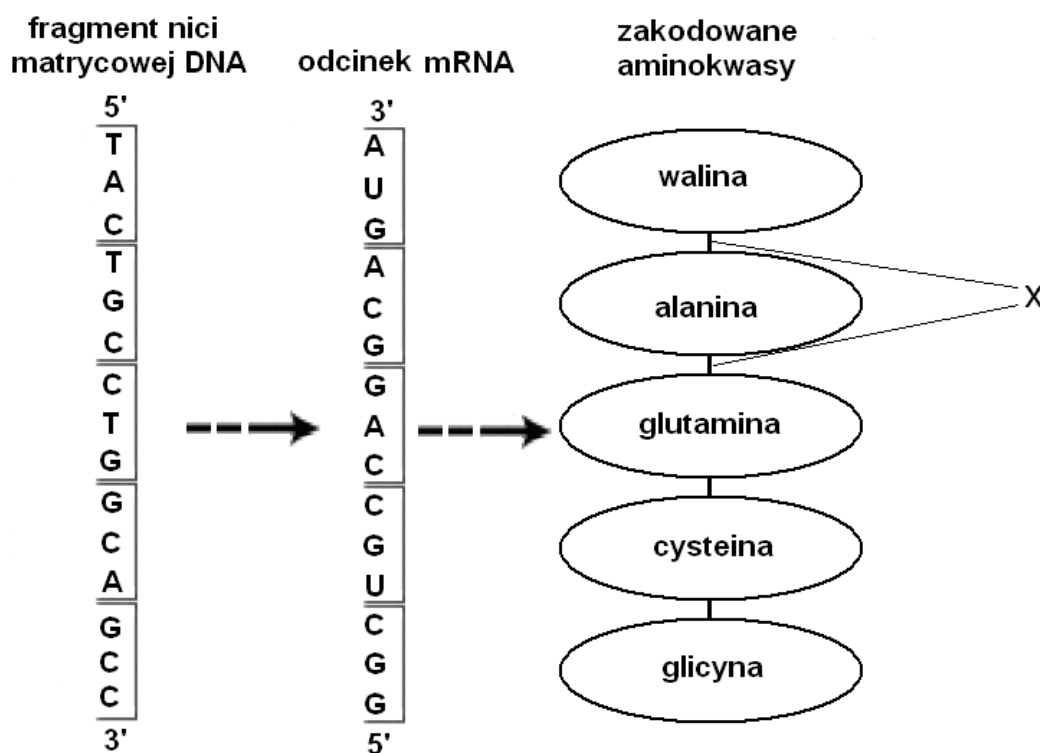 fragment nici
matrycowej DNA
odcinek mRNA
zakodowane
aminokwasy
5'
T
A
C
T
G
C
C
T
G
G
C
A
G
C
C
3'
3'
A
U
G
A
C
G
G
A
C
C
G
U
C
G
G
5'
walina
alanina
glutamina
cysteina
glicyna
X